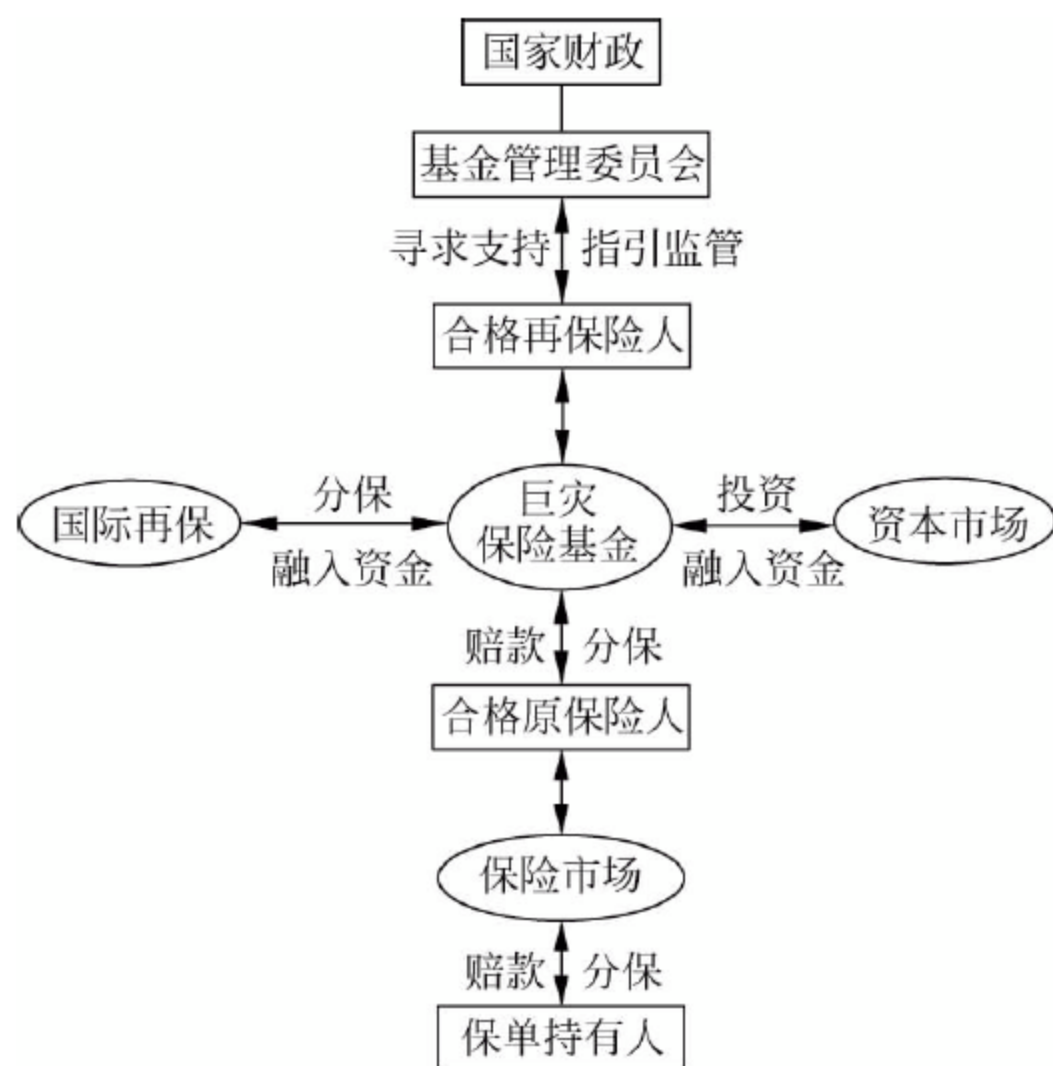 国家财政
基金管理委员会
寻求支持 指引监管
合格再保险人
分保
巨灾
投资
国际再保
保险基金
资本市场
融入资金
融入资金
赔款 分保
合格原保险人
保险市场
赔款 分保
保单持有人